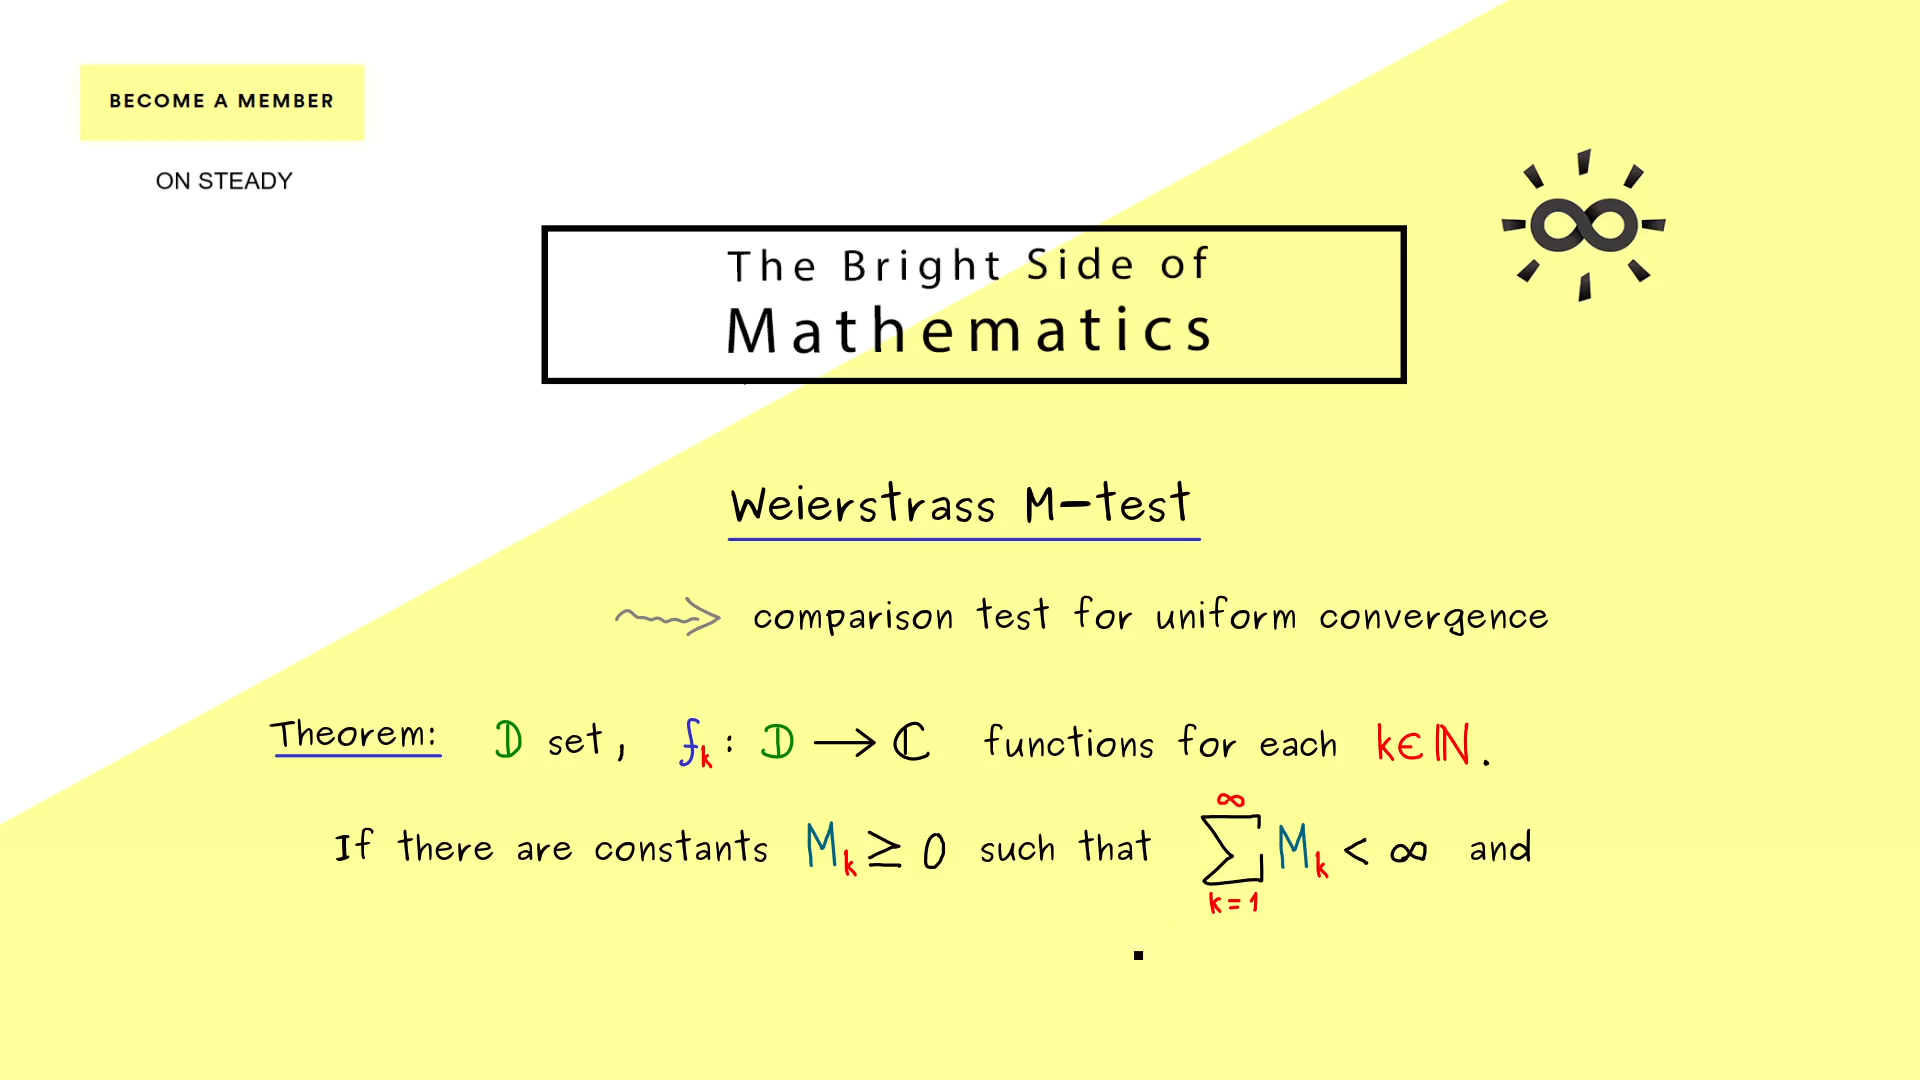 BECOME A MEMBER
ON STEADY
The Bright Side of
Mathematics
Weierstrass M-test
comparison test for uniform convergence
Theorem: D set, f_k : D → ℂ functions for each k ∈ ℕ.
If there are constants M_k ≥ 0 such that ∑_{k=1}^{∞} M_k < ∞ and